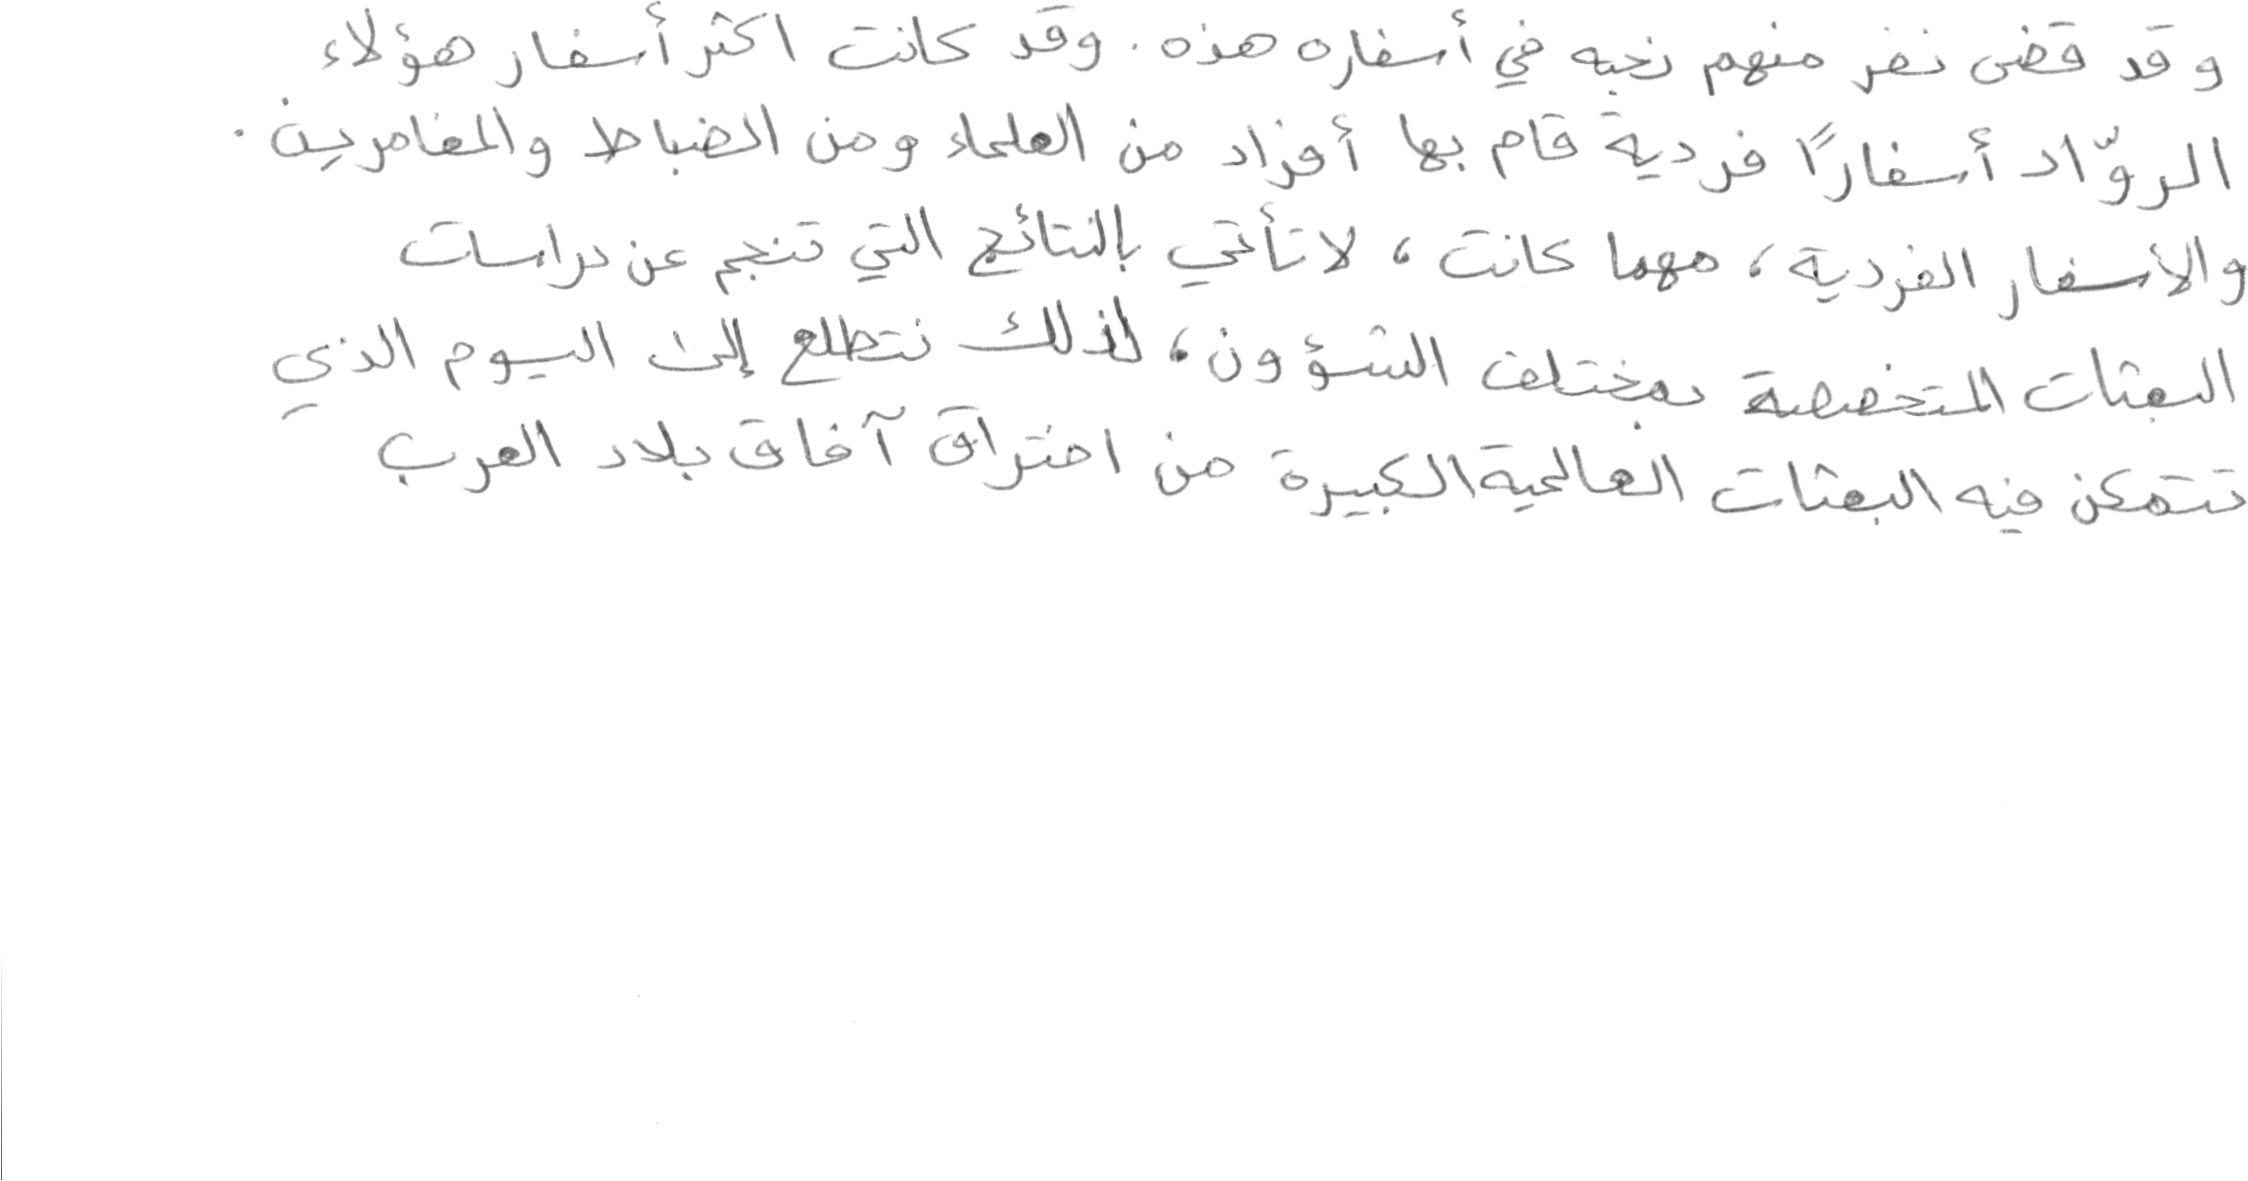 وقد قضى نفر منهم نحبه في أسفاره هذه. وقد كانت اكثر أسفار هؤلاء
الروّاد أسفارًا فردية قام بها أفراد من العلماء ومن الضباط والمغامرين.
والأسفار الفردية، مهما كانت، لا تأتي بالنتائج التي تنجم عن دراسات
البعثات المتخصصة بمختلف الشؤون، لذلك نتطلع إلى اليوم الذي
تتمكن فيه البعثات العالمية الكبيرة من اختراق آفاق بلاد العرب